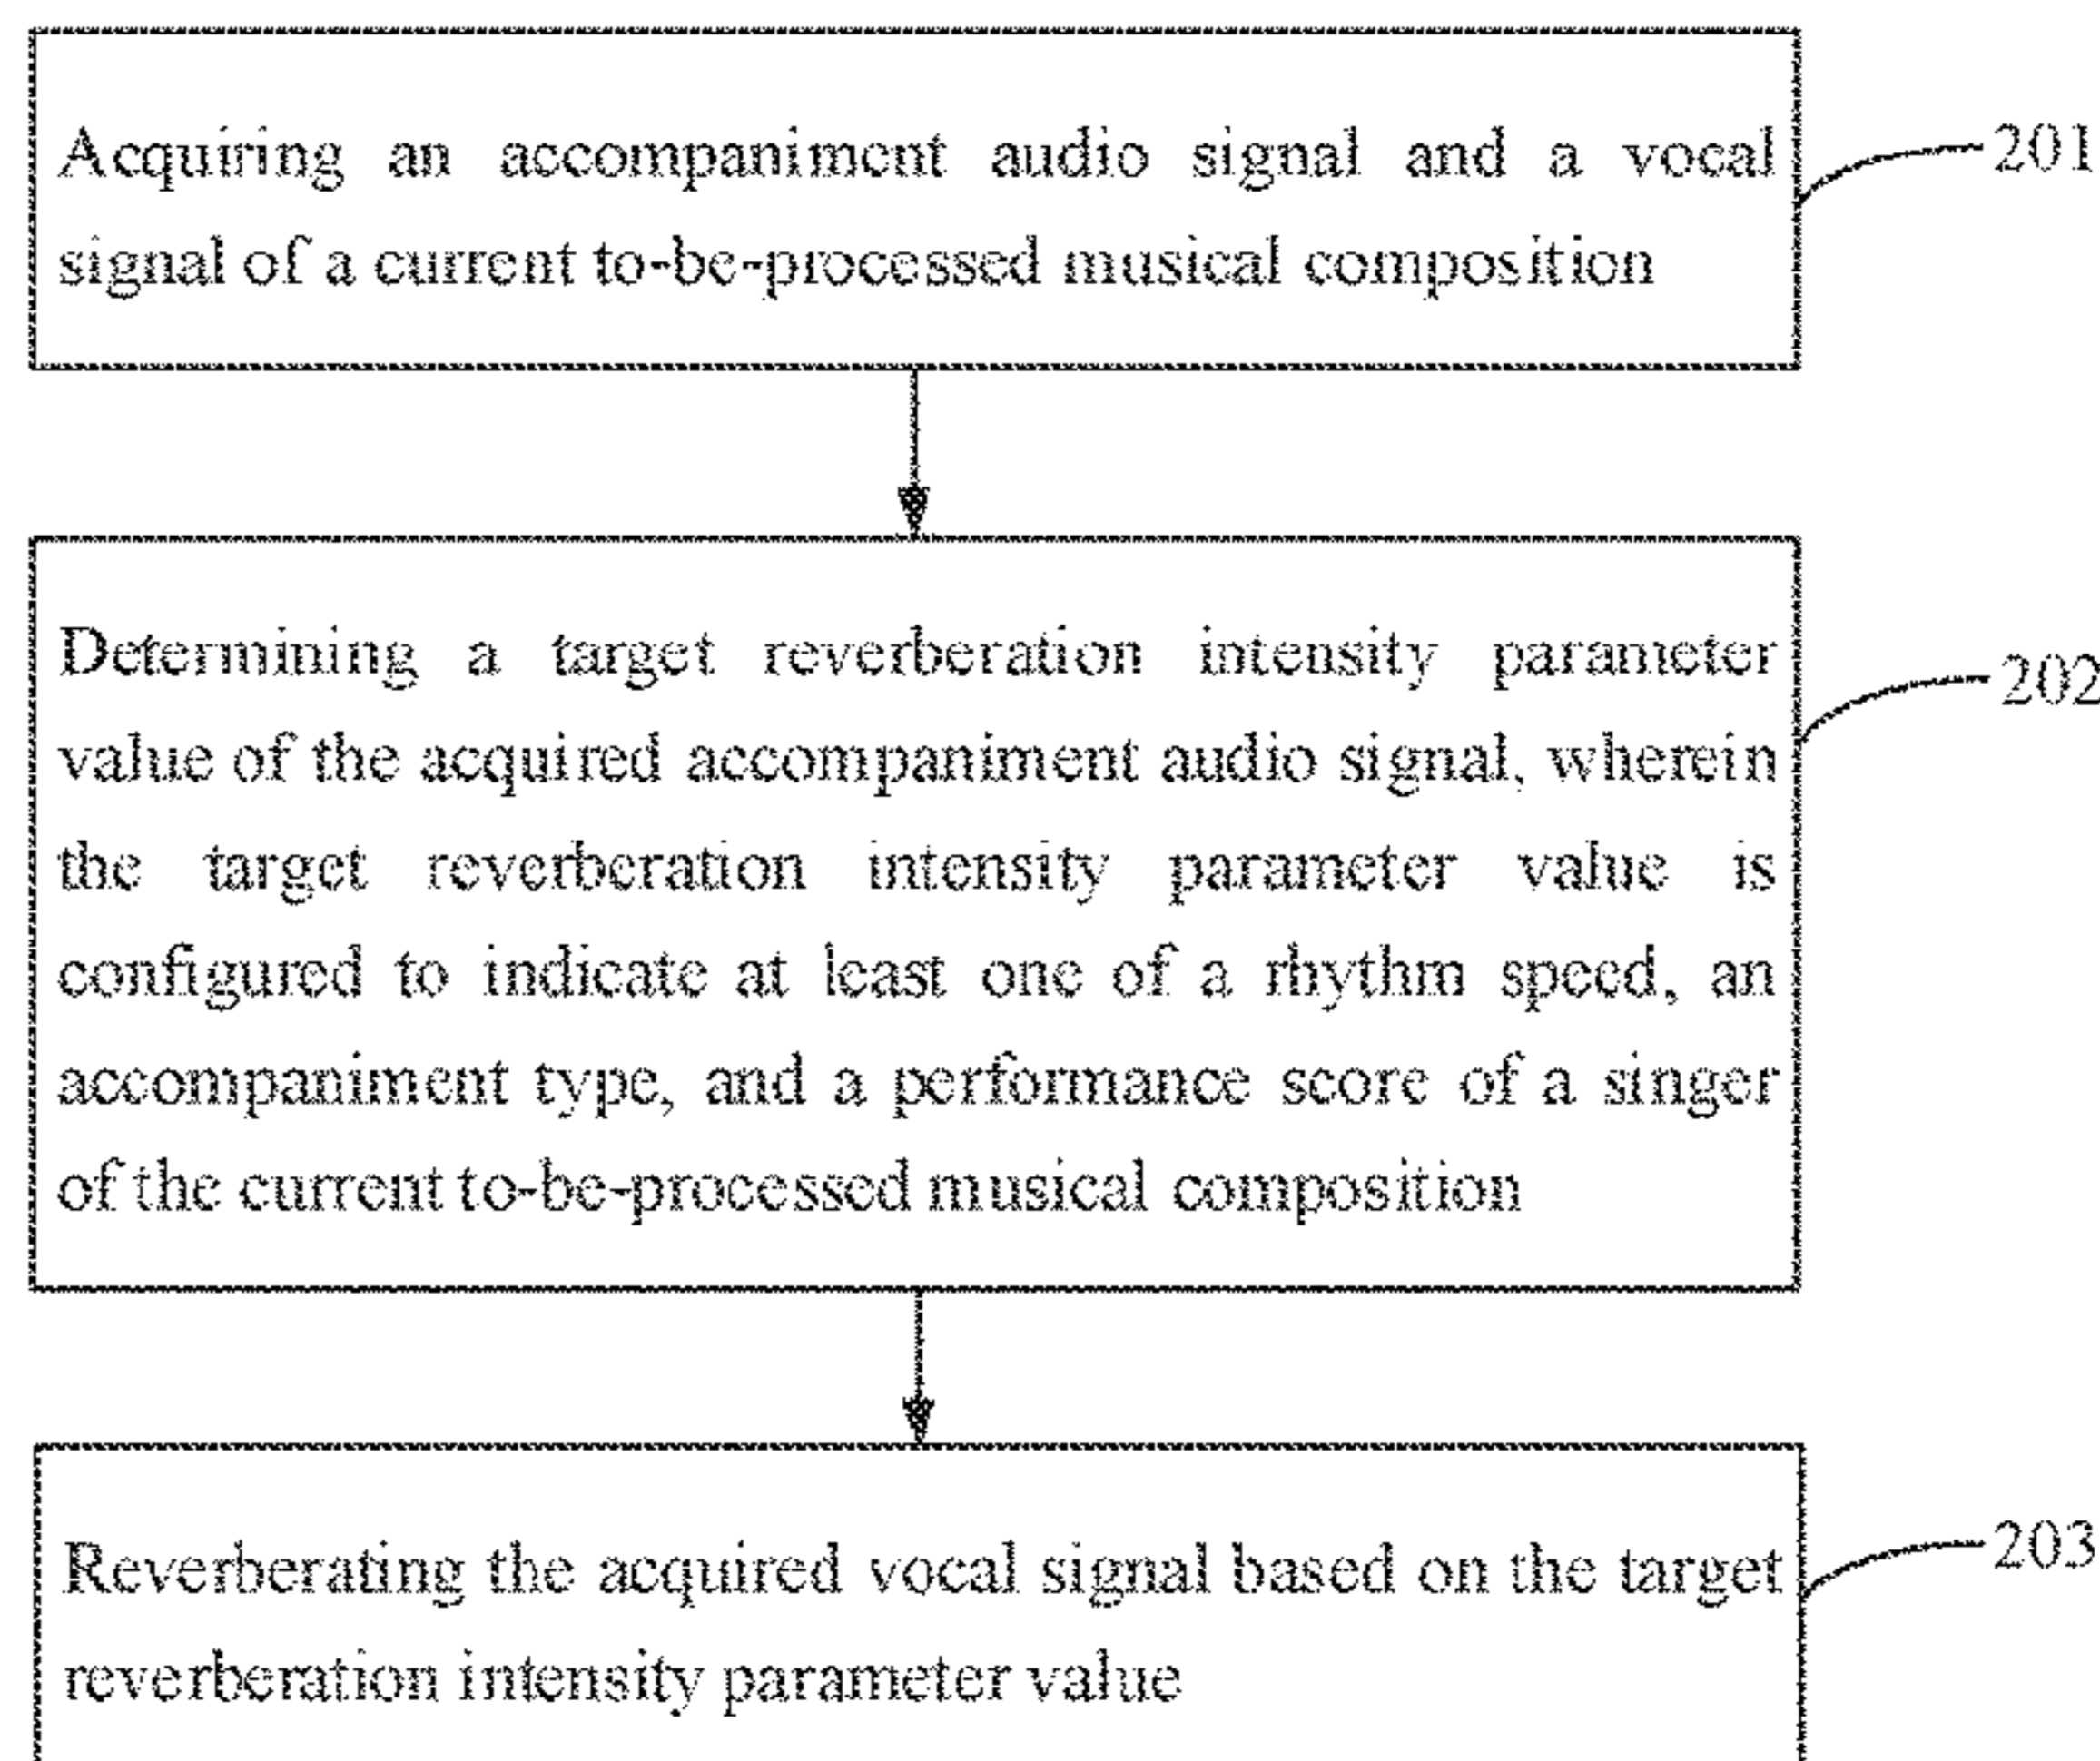 Acquiring an accompaniment audio signal and a vocal
signal of a current to-be-processed musical composition
201
Determining a target reverberation intensity parameter
value of the acquired accompaniment audio signal, wherein
the target reverberation intensity parameter value is
configured to indicate at least one of a rhythm speed, an
accompaniment type, and a performance score of a singer
of the current to-be-processed musical composition
202
Reverberating the acquired vocal signal based on the target
reverberation intensity parameter value
203